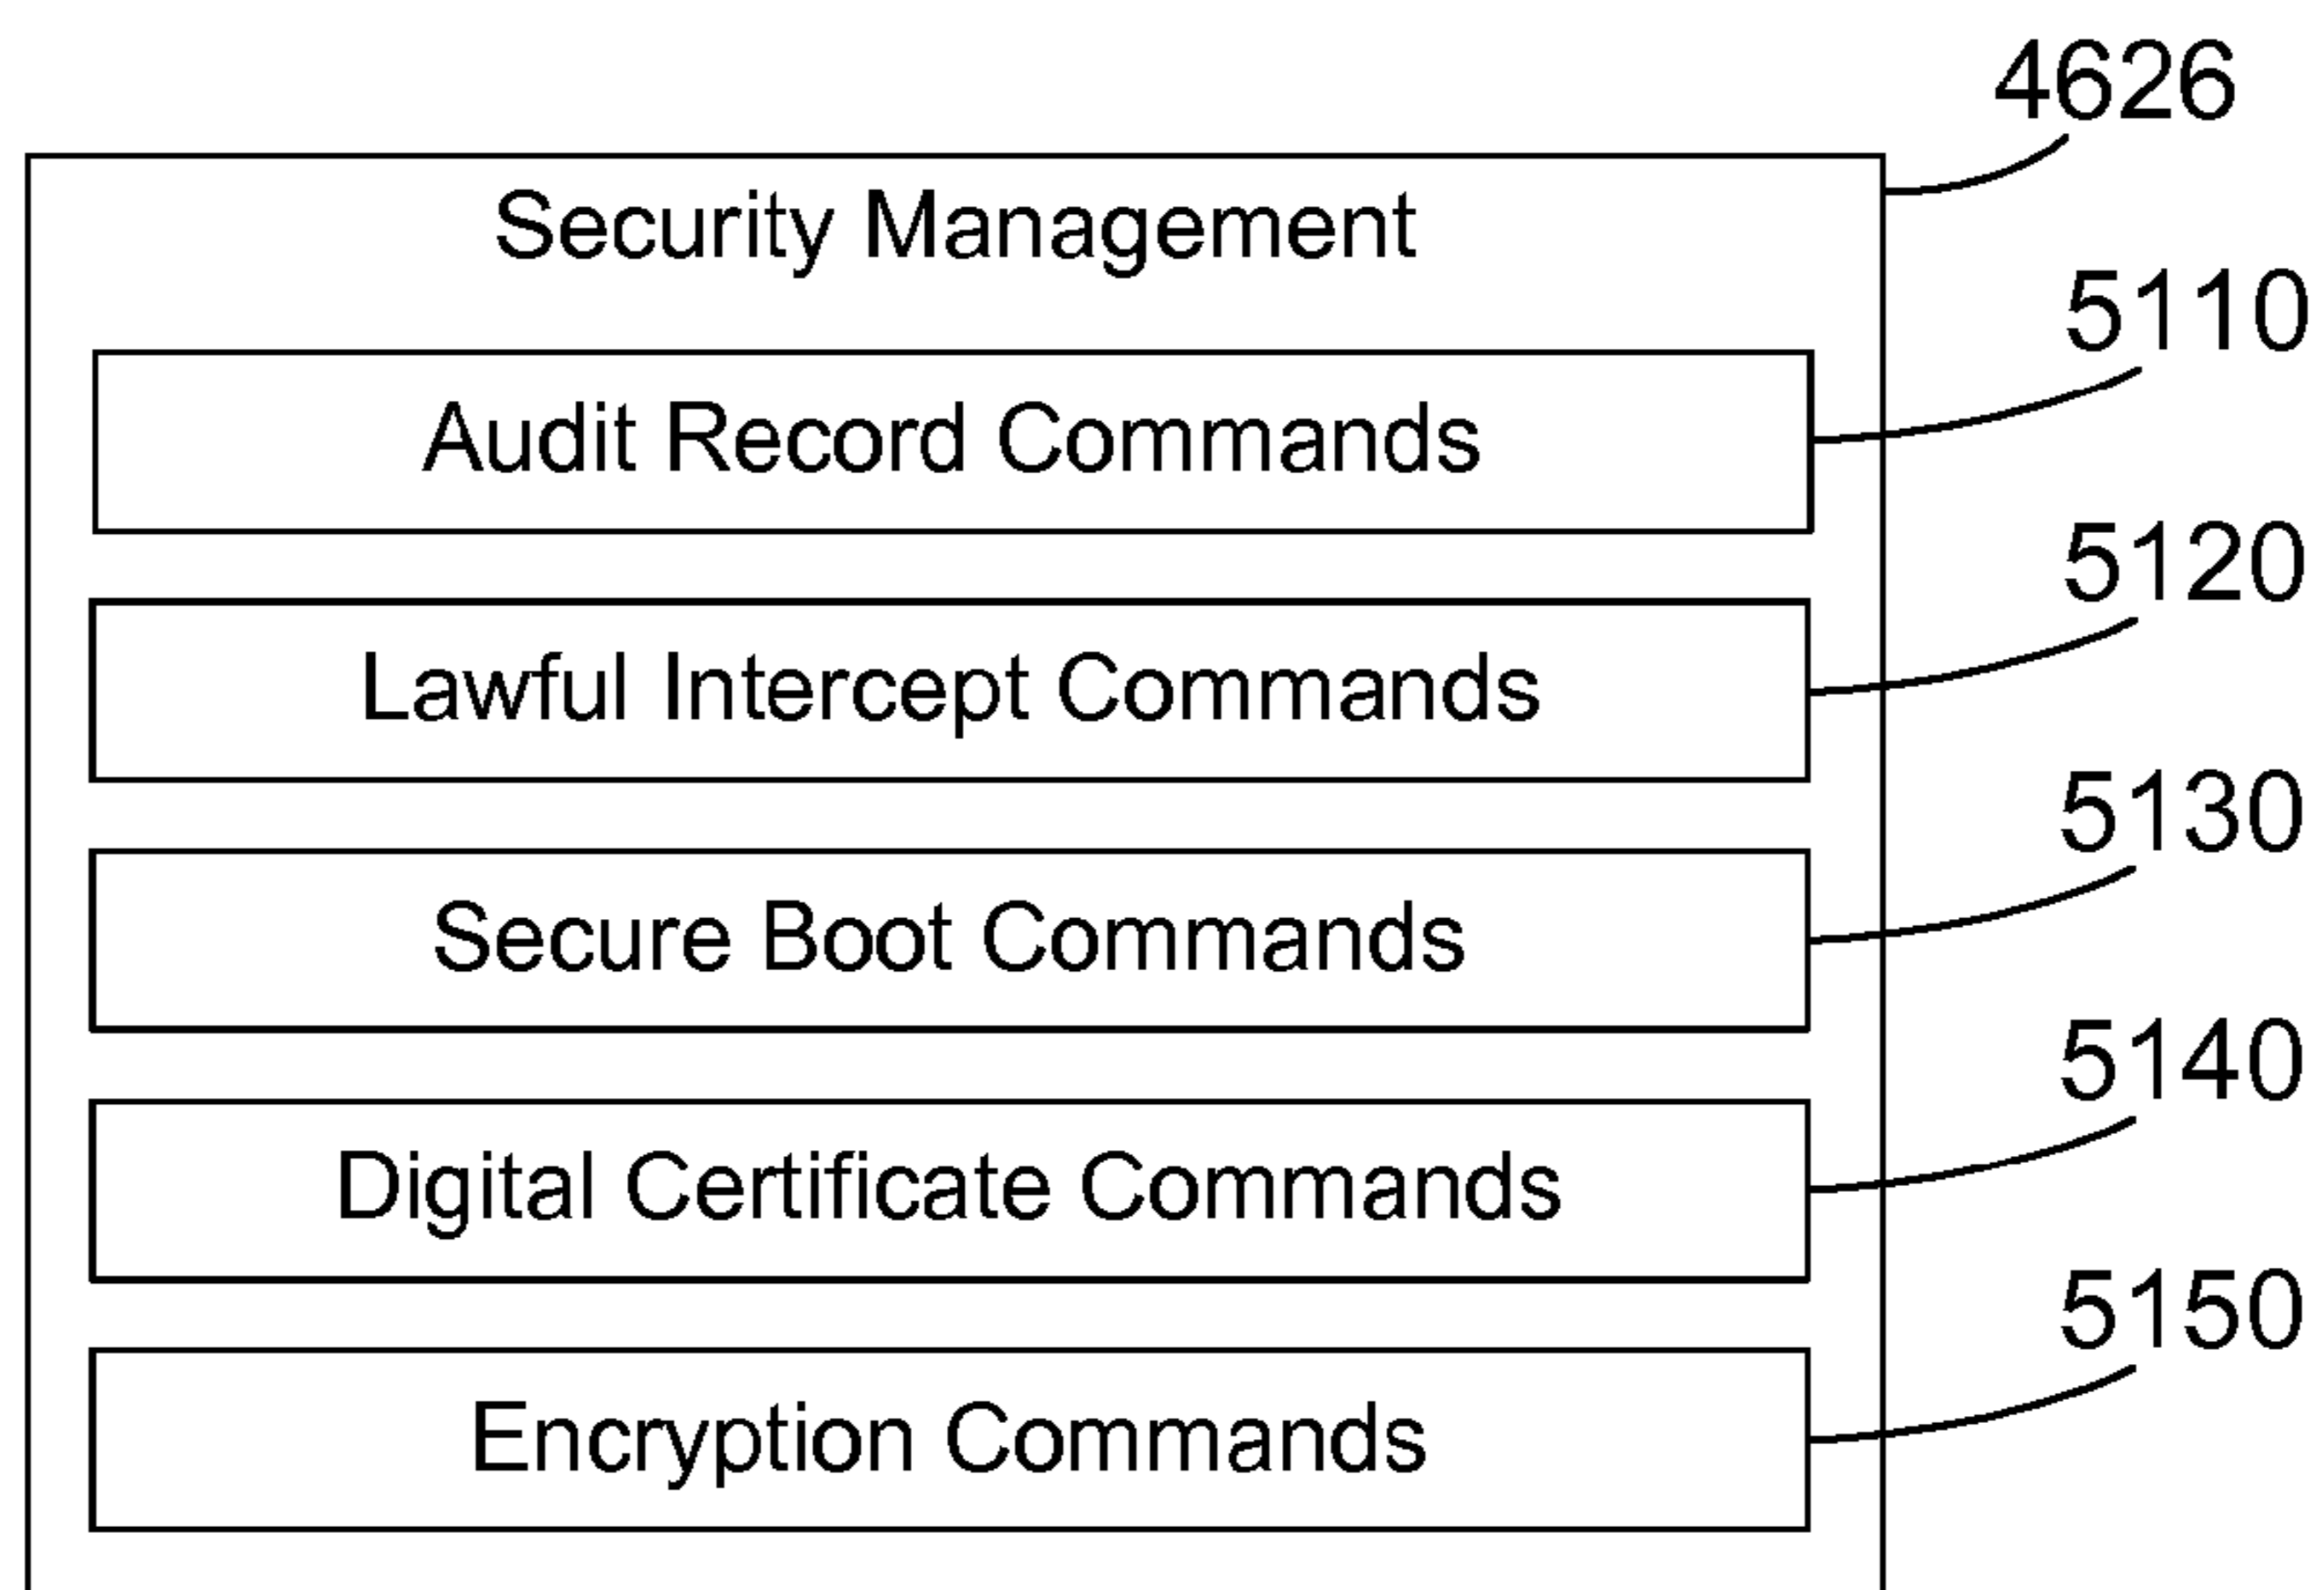 4626
Security Management
5110
Audit Record Commands
5120
Lawful Intercept Commands
5130
Secure Boot Commands
5140
Digital Certificate Commands
5150
Encryption Commands